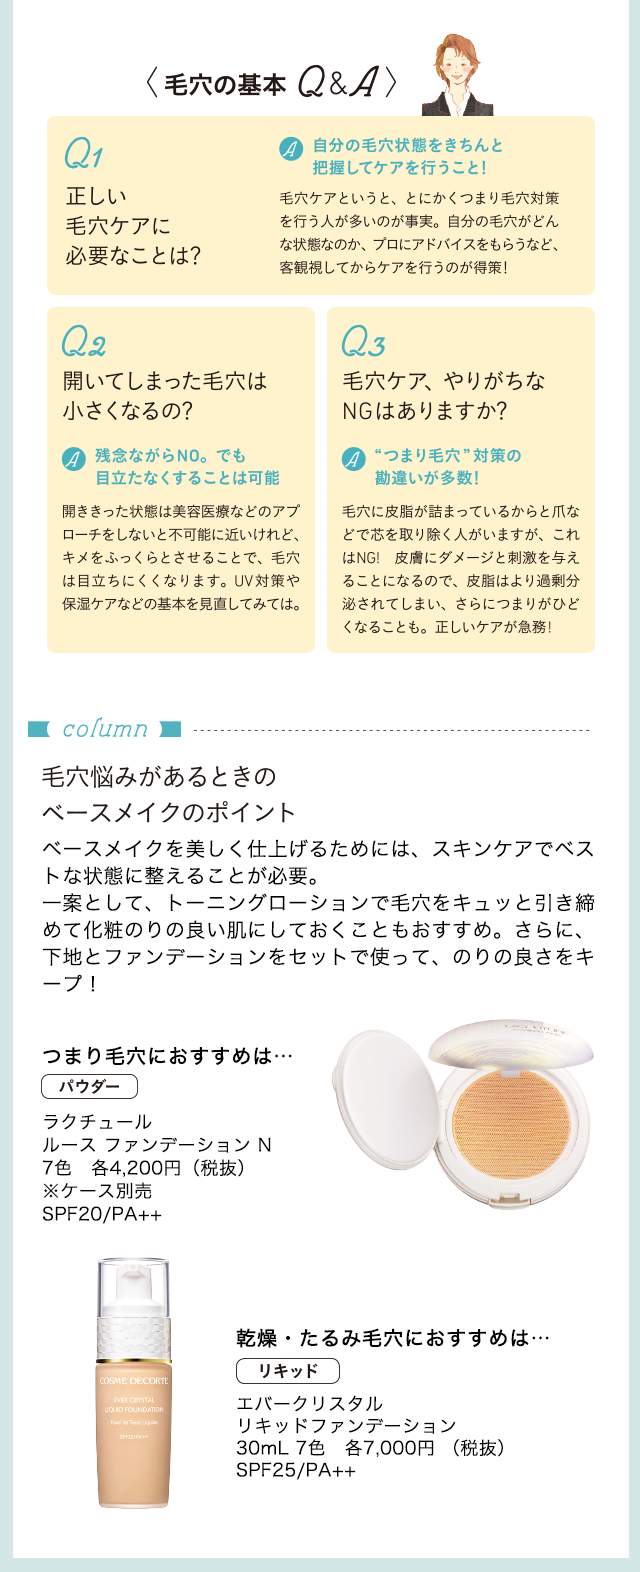 〈 毛穴の基本 Q&A 〉
Q1
正しい
毛穴ケアに
必要なことは?
A 自分の毛穴状態をきちんと
把握してケアを行うこと!
毛穴ケアというと、とにかくつまり毛穴対策
を行う人が多いのが事実。自分の毛穴がどん
な状態なのか、プロにアドバイスをもらうなど、
客観視してからケアを行うのが得策!
Q2
開いてしまった毛穴は
小さくなるの?
A 残念ながらNO。でも
目立たなくすることは可能
開ききった状態は美容医療などのアプ
ローチをしないと不可能に近いけれど、
キメをふっくらとさせることで、毛穴
は目立ちにくくなります。UV対策や
保湿ケアなどの基本を見直してみては。
Q3
毛穴ケア、やりがちな
NGはありますか?
A “つまり毛穴”対策の
勘違いが多数!
毛穴に皮脂が詰まっているからと爪な
どで芯を取り除く人がいますが、これ
はNG!　皮膚にダメージと刺激を与え
ることになるので、皮脂はより過剰分
泌されてしまい、さらにつまりがひど
くなることも。正しいケアが急務!
column
毛穴悩みがあるときの
ベースメイクのポイント
ベースメイクを美しく仕上げるためには、スキンケアでベス
トな状態に整えることが必要。
一案として、トーニングローションで毛穴をキュッと引き締
めて化粧のりの良い肌にしておくこともおすすめ。さらに、
下地とファンデーションをセットで使って、のりの良さをキ
ープ！
つまり毛穴におすすめは…
パウダー
ラクチュール
ルース ファンデーション N
7色　各4,200円（税抜）
※ケース別売
SPF20/PA++
COSME DECORTE
EVER CRYSTAL
LIQUID FOUNDATION
Fond de Teint Liquide
SPF25/PA++
乾燥・たるみ毛穴におすすめは…
リキッド
エバークリスタル
リキッドファンデーション
30mL 7色　各7,000円 （税抜）
SPF25/PA++